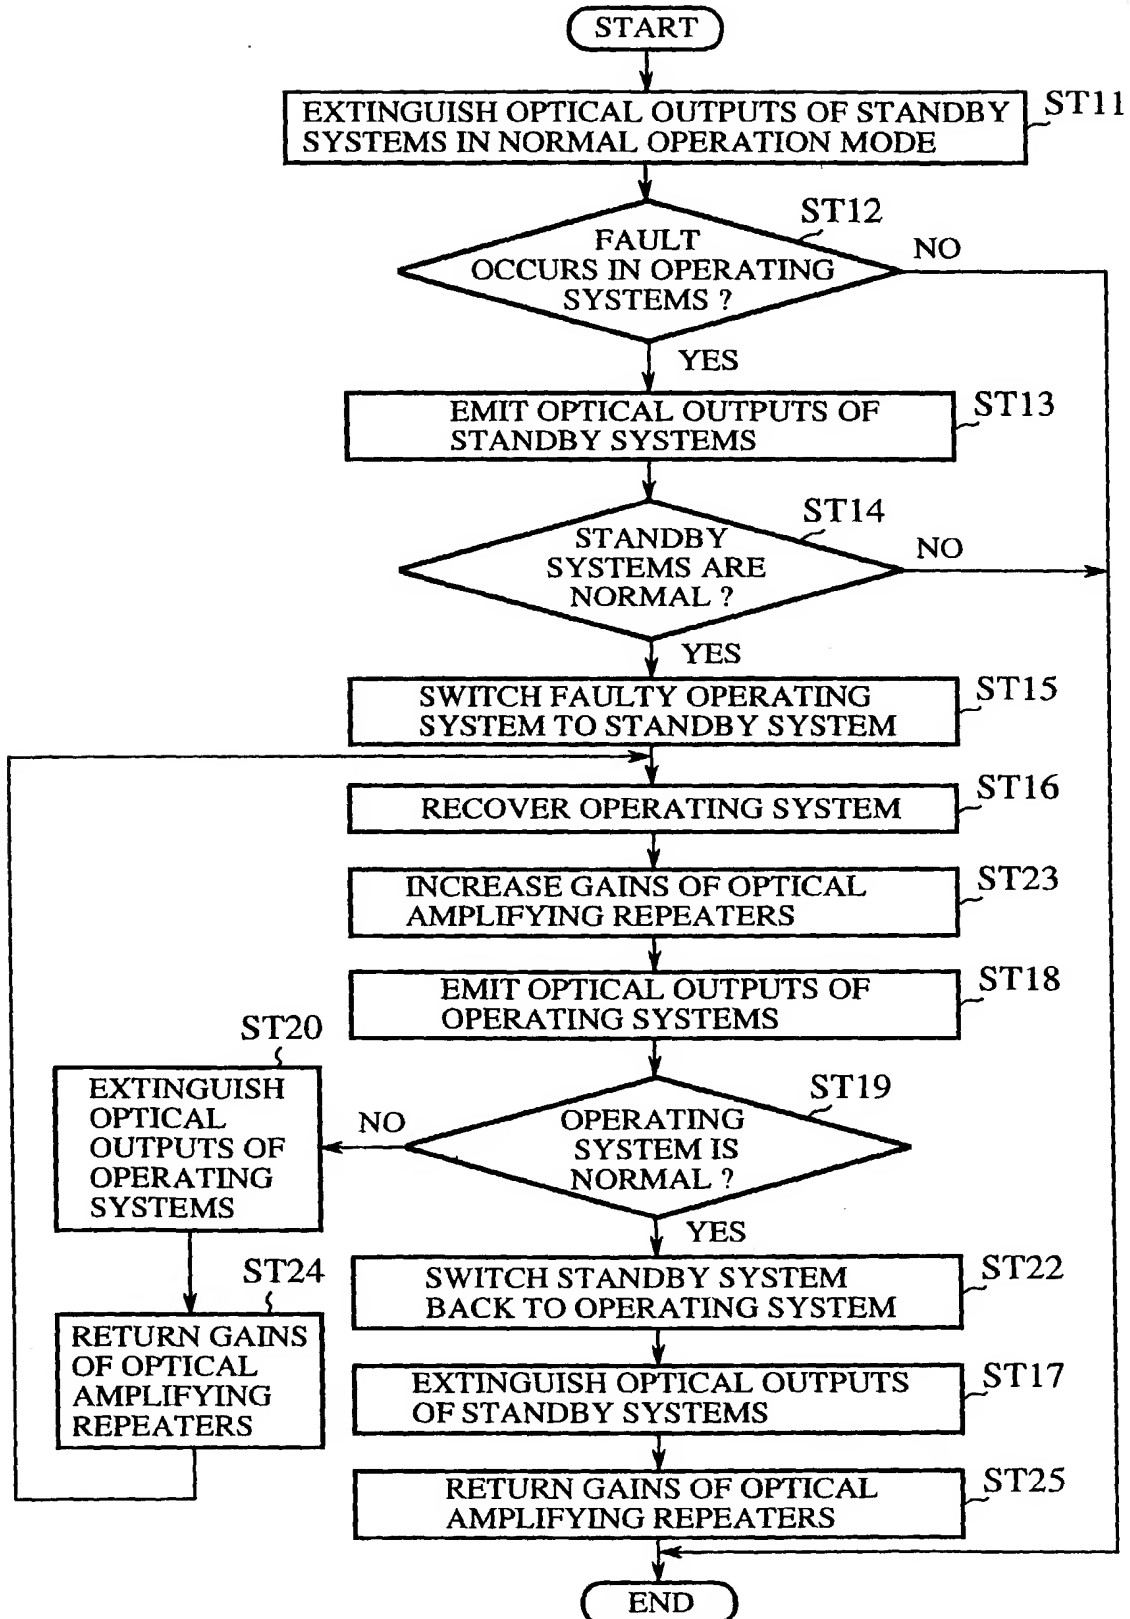 START
EXTINGUISH OPTICAL OUTPUTS OF STANDBY
SYSTEMS IN NORMAL OPERATION MODE
ST11
ST12
FAULT
OCCURS IN OPERATING
SYSTEMS ?
NO
YES
EMIT OPTICAL OUTPUTS OF
STANDBY SYSTEMS
ST13
ST14
STANDBY
SYSTEMS ARE
NORMAL ?
NO
YES
SWITCH FAULTY OPERATING
SYSTEM TO STANDBY SYSTEM
ST15
RECOVER OPERATING SYSTEM
ST16
INCREASE GAINS OF OPTICAL
AMPLIFYING REPEATERS
ST23
EMIT OPTICAL OUTPUTS OF
OPERATING SYSTEMS
ST18
ST19
OPERATING
SYSTEM IS
NORMAL ?
NO
YES
ST20
EXTINGUISH
OPTICAL
OUTPUTS OF
OPERATING
SYSTEMS
ST24
RETURN GAINS
OF OPTICAL
AMPLIFYING
REPEATERS
SWITCH STANDBY SYSTEM
BACK TO OPERATING SYSTEM
ST22
EXTINGUISH OPTICAL OUTPUTS
OF STANDBY SYSTEMS
ST17
RETURN GAINS OF OPTICAL
AMPLIFYING REPEATERS
ST25
END